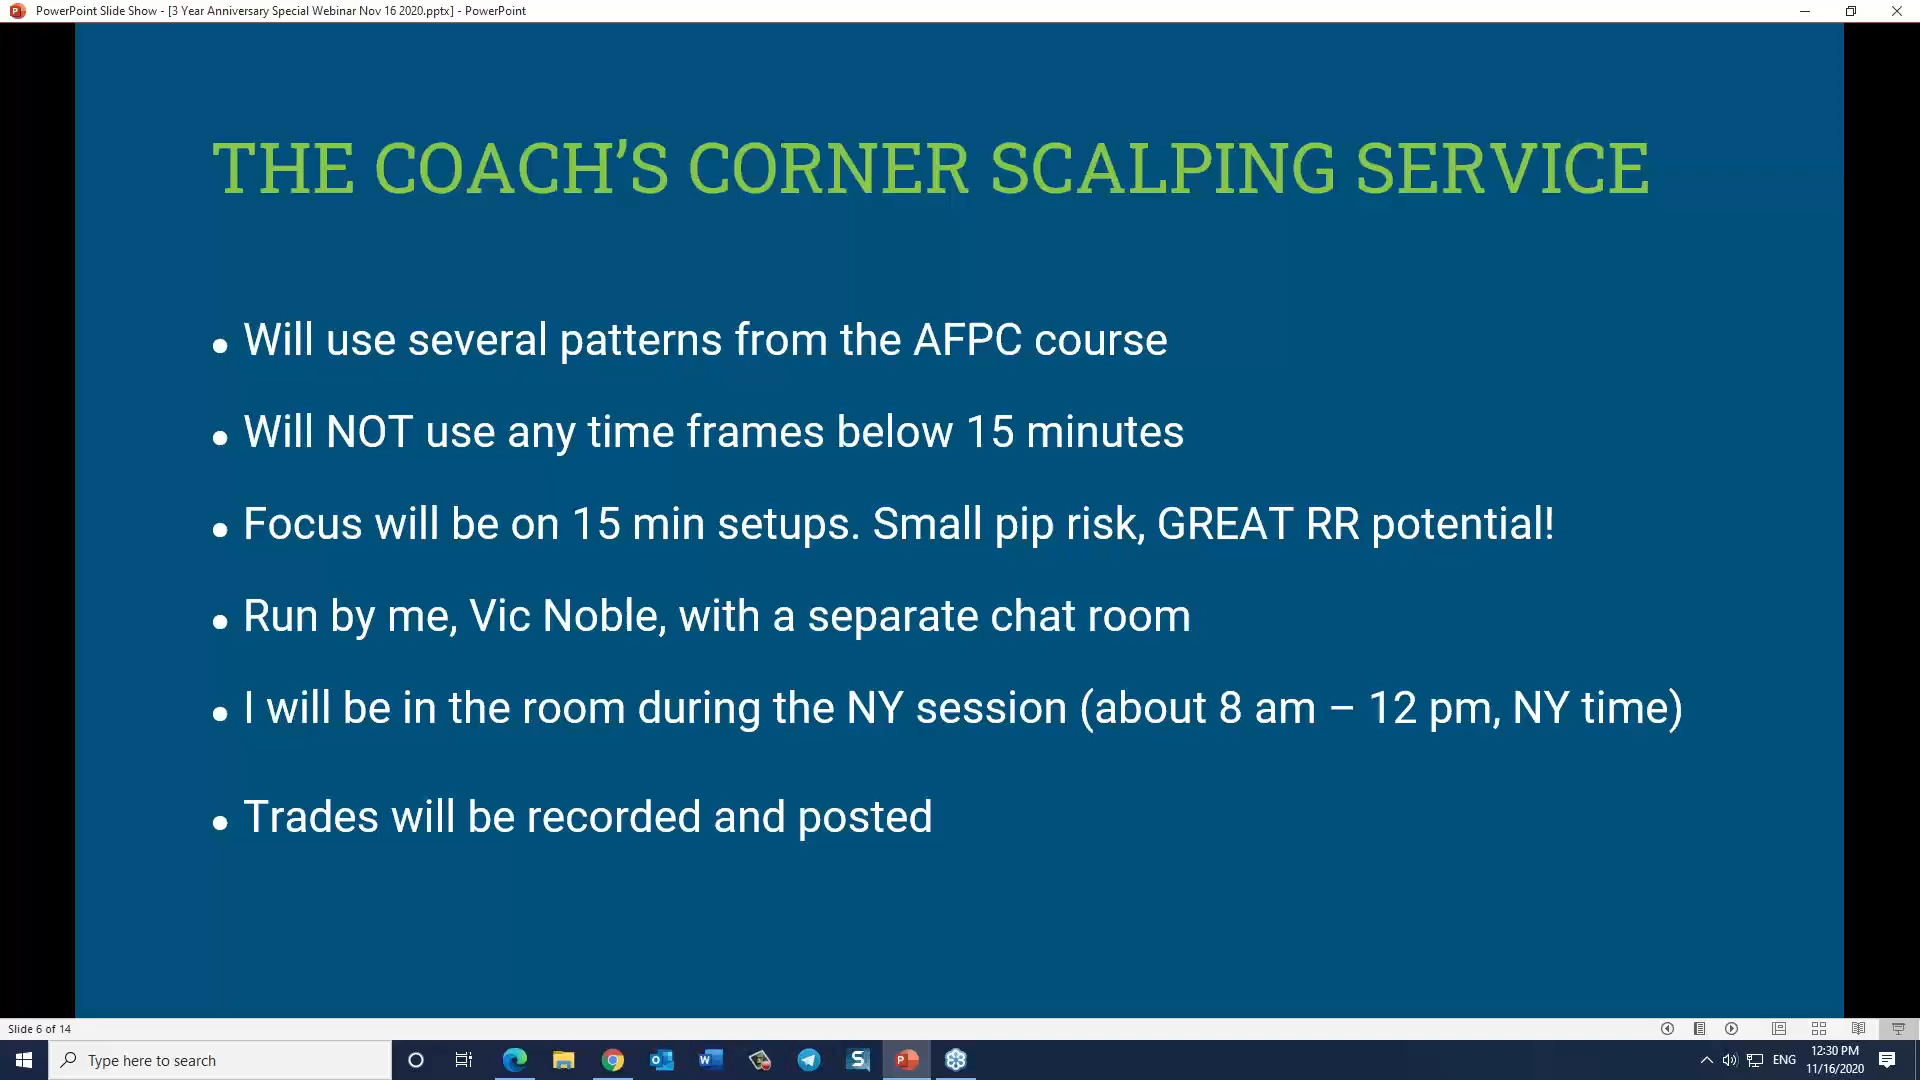 PowerPoint Slide Show - [3 Year Anniversary Special Webinar Nov 16 2020.pptx] - PowerPoint
THE COACH’S CORNER SCALPING SERVICE
• Will use several patterns from the AFPC course
• Will NOT use any time frames below 15 minutes
• Focus will be on 15 min setups. Small pip risk, GREAT RR potential!
• Run by me, Vic Noble, with a separate chat room
• I will be in the room during the NY session (about 8 am – 12 pm, NY time)
• Trades will be recorded and posted
Slide 6 of 14
Type here to search
ENG
12:30 PM
11/16/2020